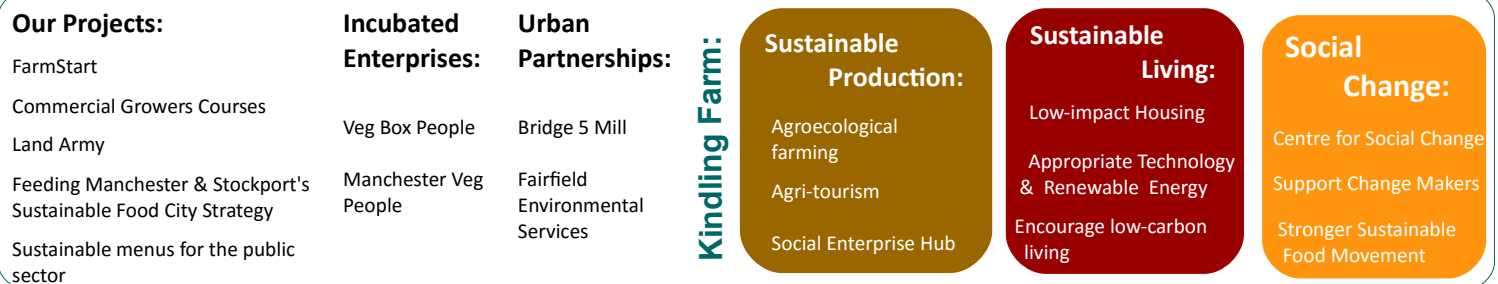 Our Projects:
FarmStart
Commercial Growers Courses
Land Army
Feeding Manchester & Stockport's
Sustainable Food City Strategy
Sustainable menus for the public
sector
Incubated
Enterprises:
Veg Box People
Manchester Veg
People
Urban
Partnerships:
Bridge 5 Mill
Fairfield
Environmental
Services
Kindling Farm:
Sustainable
Production:
Agroecological
farming
Agri-tourism
Social Enterprise Hub
Sustainable
Living:
Low-impact Housing
Appropriate Technology
& Renewable Energy
Encourage low-carbon
living
Social
Change:
Centre for Social Change
Support Change Makers
Stronger Sustainable
Food Movement